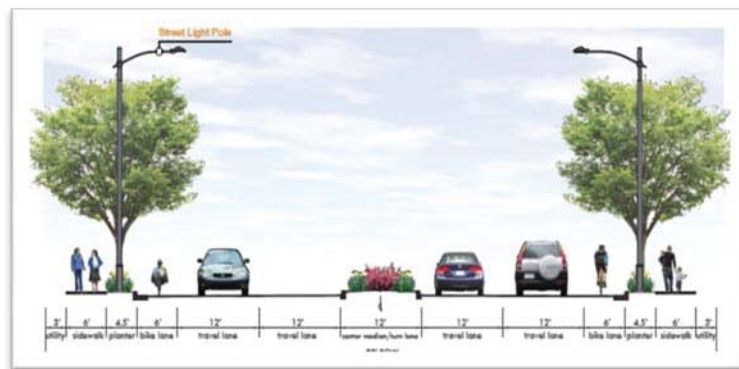 Street Light Pole
3' 6' 4.5' 6' 12' 12' 12' 12' 12' 6' 4.5' 6' 3'
utility sidewalk planter bike lane travel lane travel lane center median/turn lane travel lane travel lane bike lane planter sidewalk utility